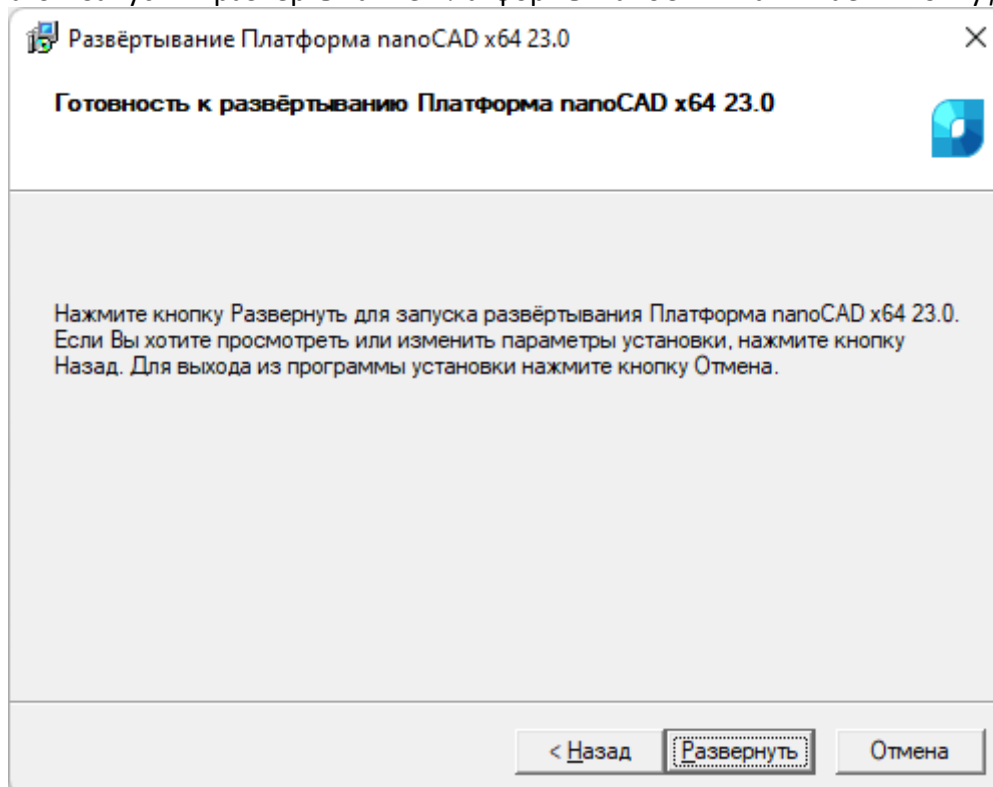 Развёртывание Платформа nanoCAD x64 23.0
Готовность к развёртыванию Платформа nanoCAD x64 23.0
Нажмите кнопку Развернуть для запуска развёртывания Платформа nanoCAD x64 23.0.
Если Вы хотите просмотреть или изменить параметры установки, нажмите кнопку
Назад. Для выхода из программы установки нажмите кнопку Отмена.
< Назад Развернуть Отмена